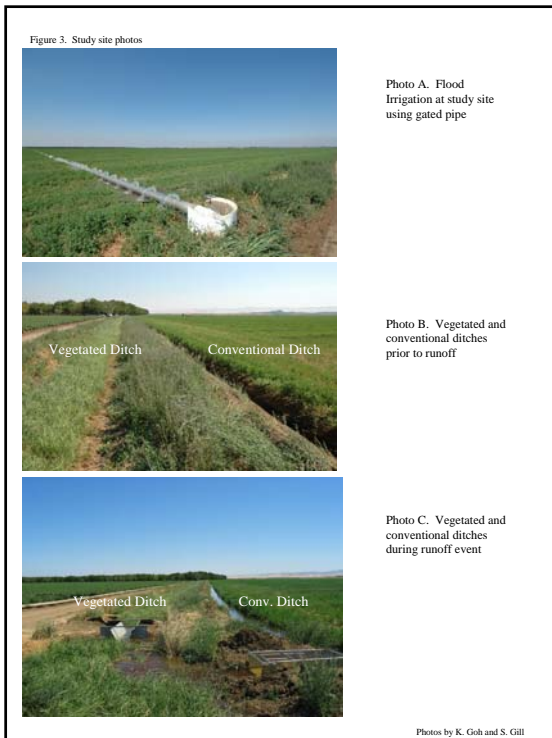 Figure 3. Study site photos
Photo A. Flood
Irrigation at study site
using gated pipe
Vegetated Ditch
Conventional Ditch
Photo B. Vegetated and
conventional ditches
prior to runoff
Vegetated Ditch
Conv. Ditch
Photo C. Vegetated and
conventional ditches
during runoff event
Photos by K. Goh and S. Gill